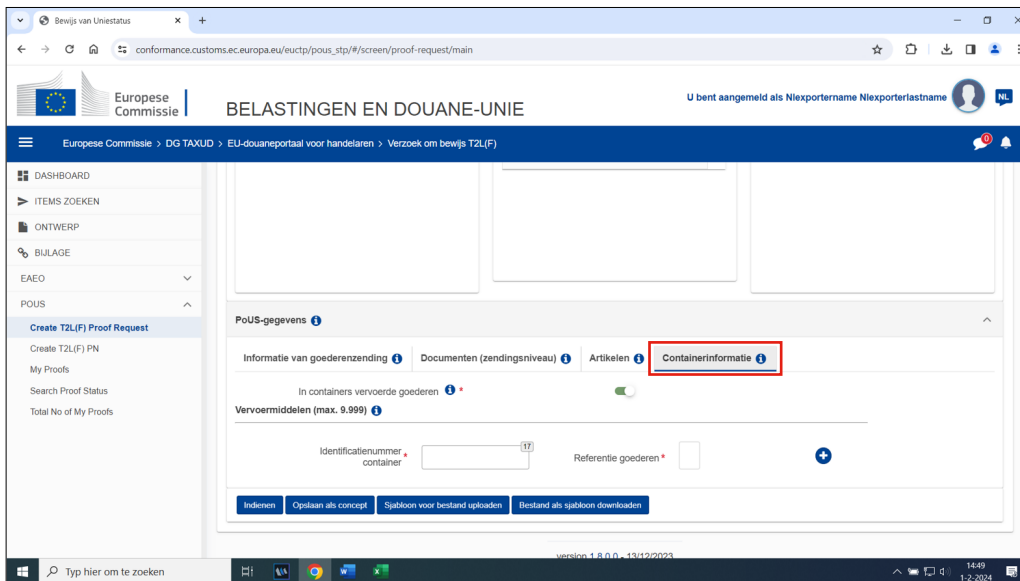 Bewijs van Uniestatus
conformance.customs.ec.europa.eu/euctp/pous_stp/#/screen/proof-request/main
Europese
Commissie
BELASTINGEN EN DOUANE-UNIE
U bent aangemeld als NIexportername NIexporterlastname
NL
Europese Commissie > DG TAXUD > EU-douaneportaal voor handelaren > Verzoek om bewijs T2L(F)
0
DASHBOARD
ITEMS ZOEKEN
ONTWERP
BIJLAGE
EAEO
POUS
Create T2L(F) Proof Request
Create T2L(F) PN
My Proofs
Search Proof Status
Total No of My Proofs
PoUS-gegevens
Informatie van goederenzending Documenten (zendingsniveau) Artikelen Containerinformatie
In containers vervoerde goederen *
Vervoermiddelen (max. 9.999)
Identificatienummer container * 17 Referentie goederen *
Indienen Opslaan als concept Sjabloon voor bestand uploaden Bestand als sjabloon downloaden
version 1.8.0.0 - 13/12/2023
Typ hier om te zoeken
14:49
1-2-2024